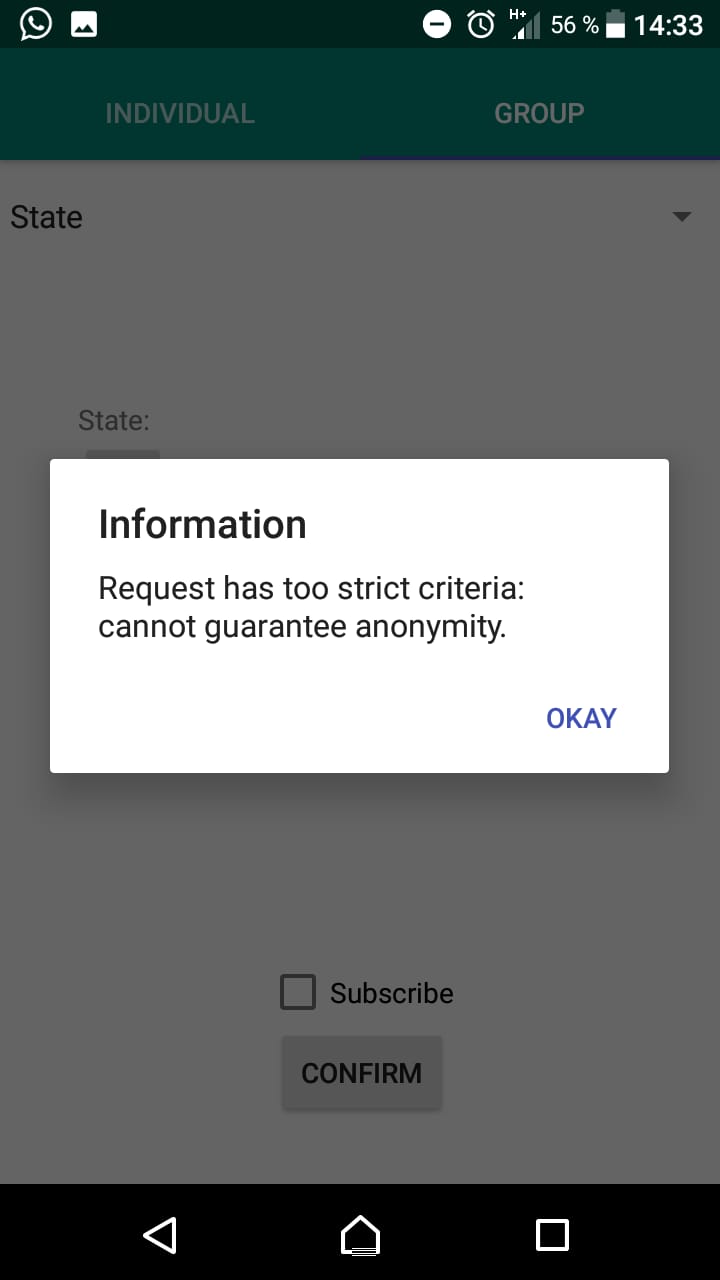 H+ 56 % 14:33
INDIVIDUAL GROUP
State
State:
Information
Request has too strict criteria:
cannot guarantee anonymity.
OKAY
Subscribe
CONFIRM